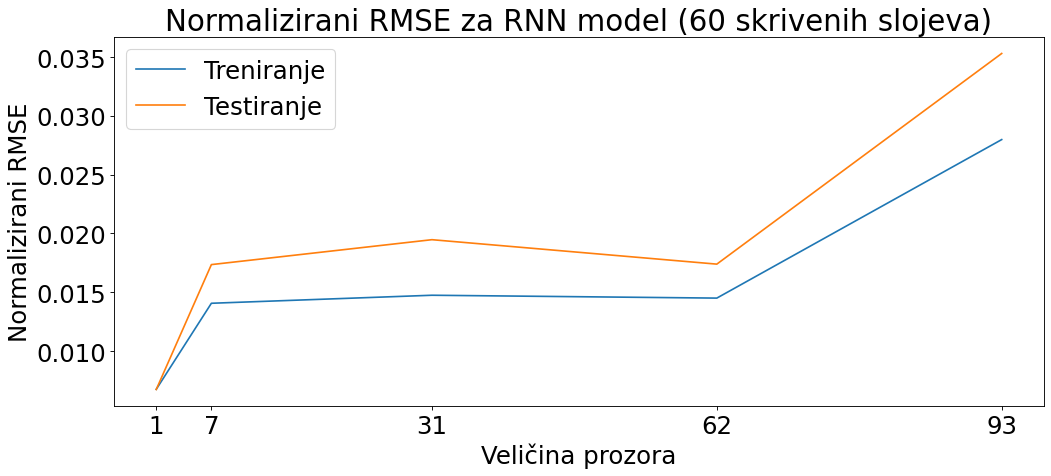 Normalizirani RMSE za RNN model (60 skrivenih slojeva)
Treniranje
Testiranje
Normalizirani RMSE
0.035
0.030
0.025
0.020
0.015
0.010
1 7 31 62 93
Veličina prozora